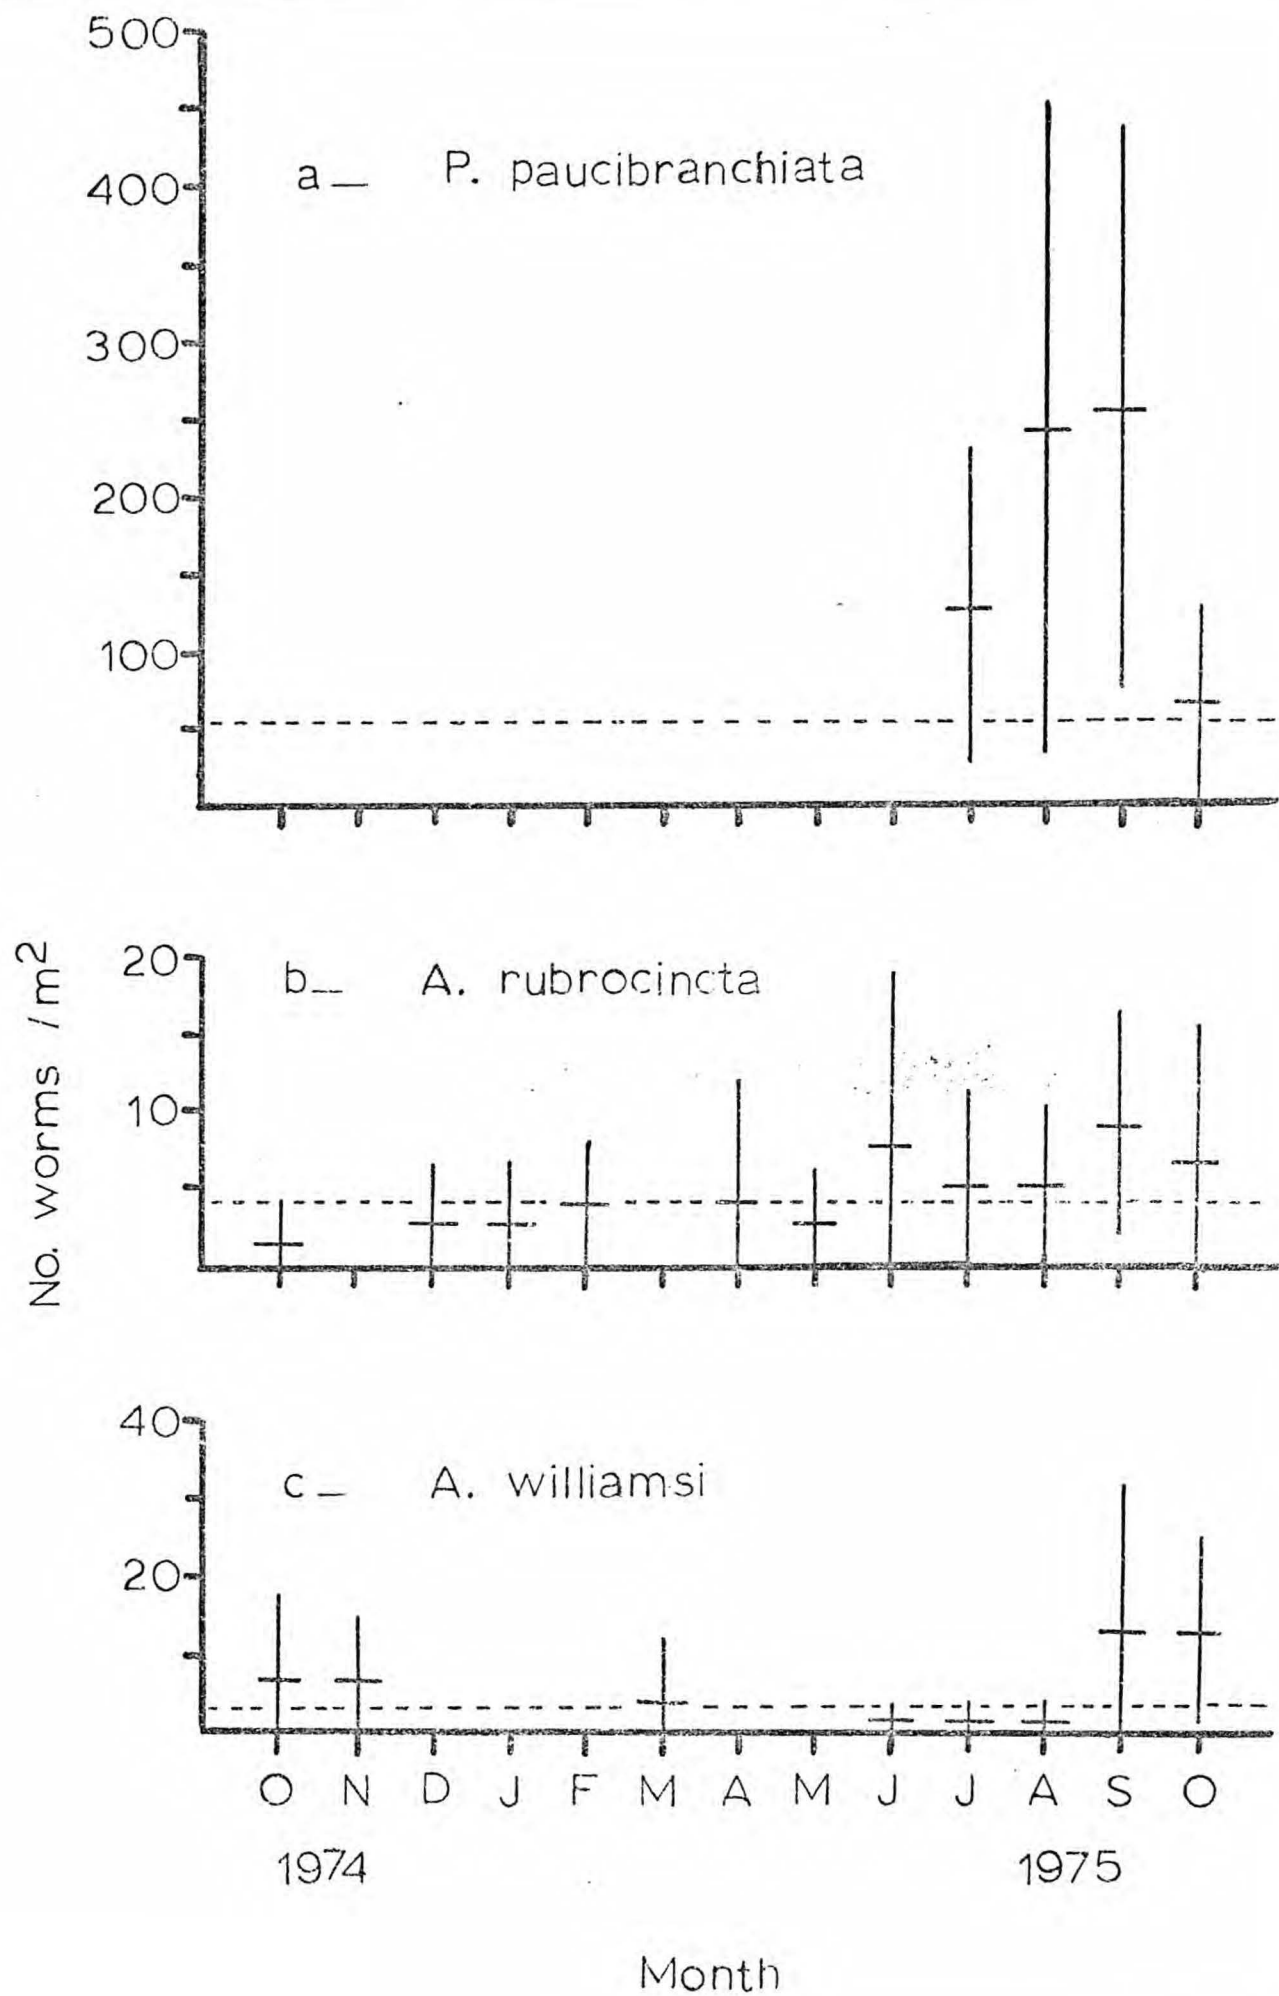 500
a— P. paucibranchiata
400
300
200
100
No. worms /m²
20
b— A. rubrocincta
10
40
c— A. williamsi
20
O N D J F M A M J J A S O
1974 1975
Month